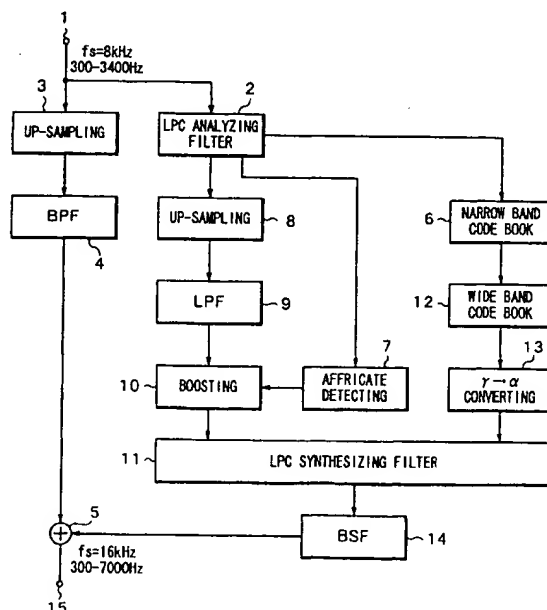 1
fs=8kHz
300-3400Hz
3
UP-SAMPLING
2
LPC ANALYZING
FILTER
BPF
4
UP-SAMPLING
8
6
NARROW BAND
CODE BOOK
LPF
9
12
WIDE BAND
CODE BOOK
10
BOOSTING
7
AFFRICATE
DETECTING
13
γ→α
CONVERTING
11
LPC SYNTHESIZING FILTER
5
+
fs=16kHz
300-7000Hz
BSF
14
15